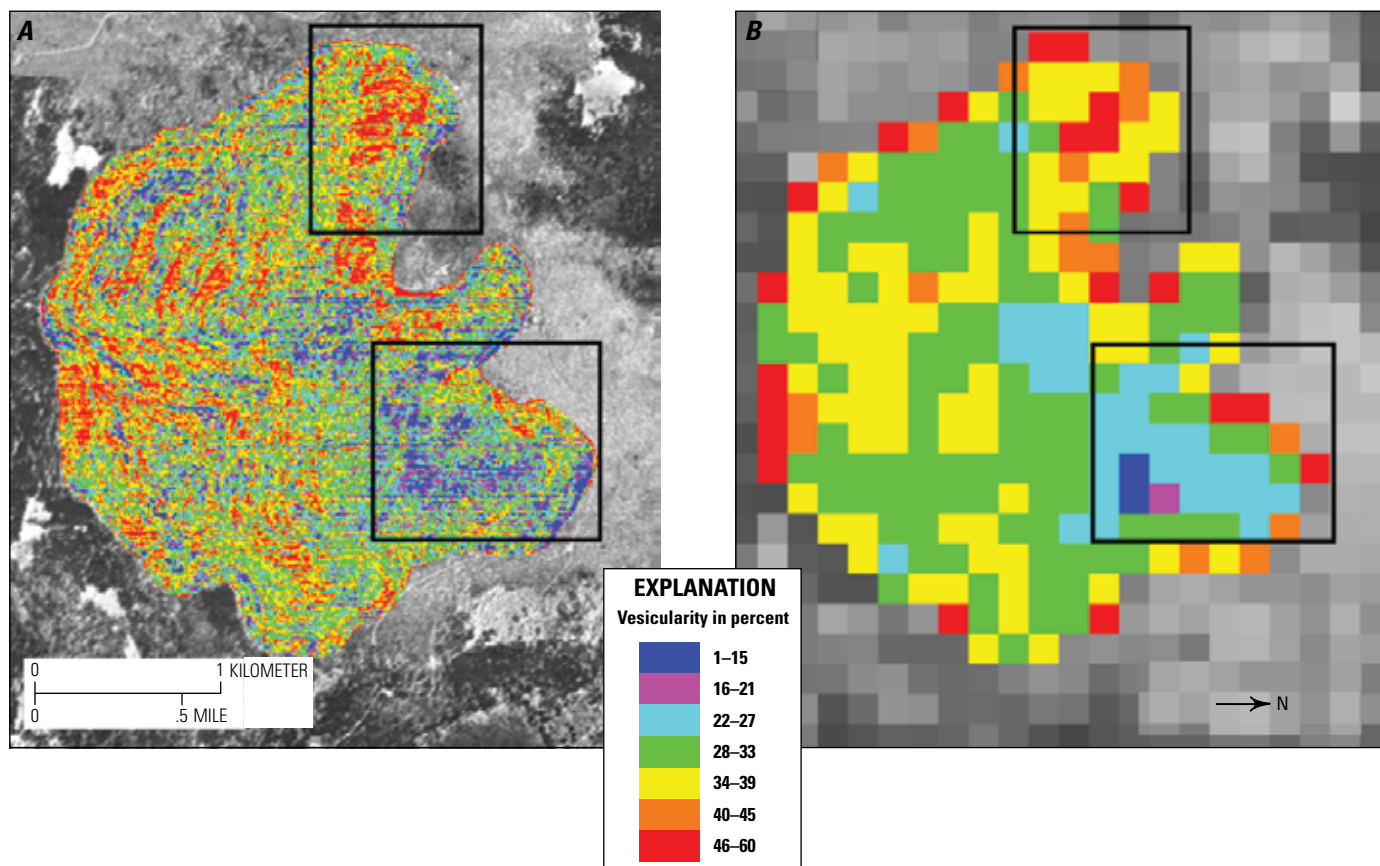 A
B
EXPLANATION
Vesicularity in percent
1–15
16–21
22–27
28–33
34–39
40–45
46–60
0 1 KILOMETER
0 .5 MILE
N